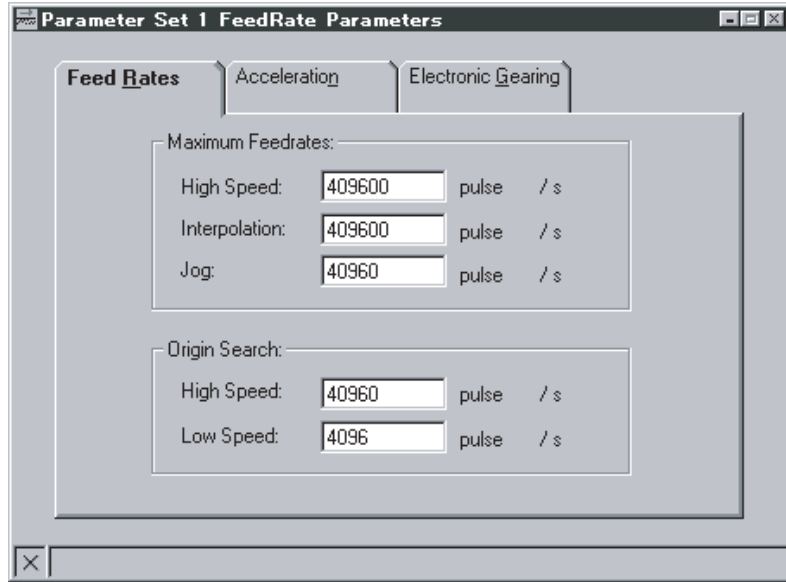 Parameter Set 1 FeedRate Parameters
Feed Rates Acceleration Electronic Gearing
Maximum Feedrates:
High Speed: 409600 pulse / s
Interpolation: 409600 pulse / s
Jog: 40960 pulse / s
Origin Search:
High Speed: 40960 pulse / s
Low Speed: 4096 pulse / s